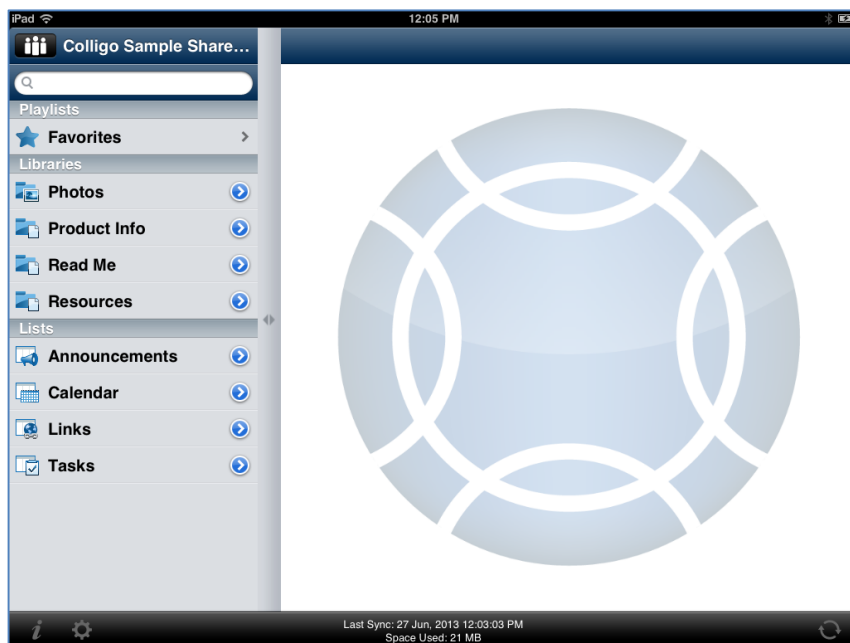 iPad
12:05 PM
Colligo Sample Share...
Playlists
Favorites
Libraries
Photos
Product Info
Read Me
Resources
Lists
Announcements
Calendar
Links
Tasks
Last Sync: 27 Jun, 2013 12:03:03 PM
Space Used: 21 MB